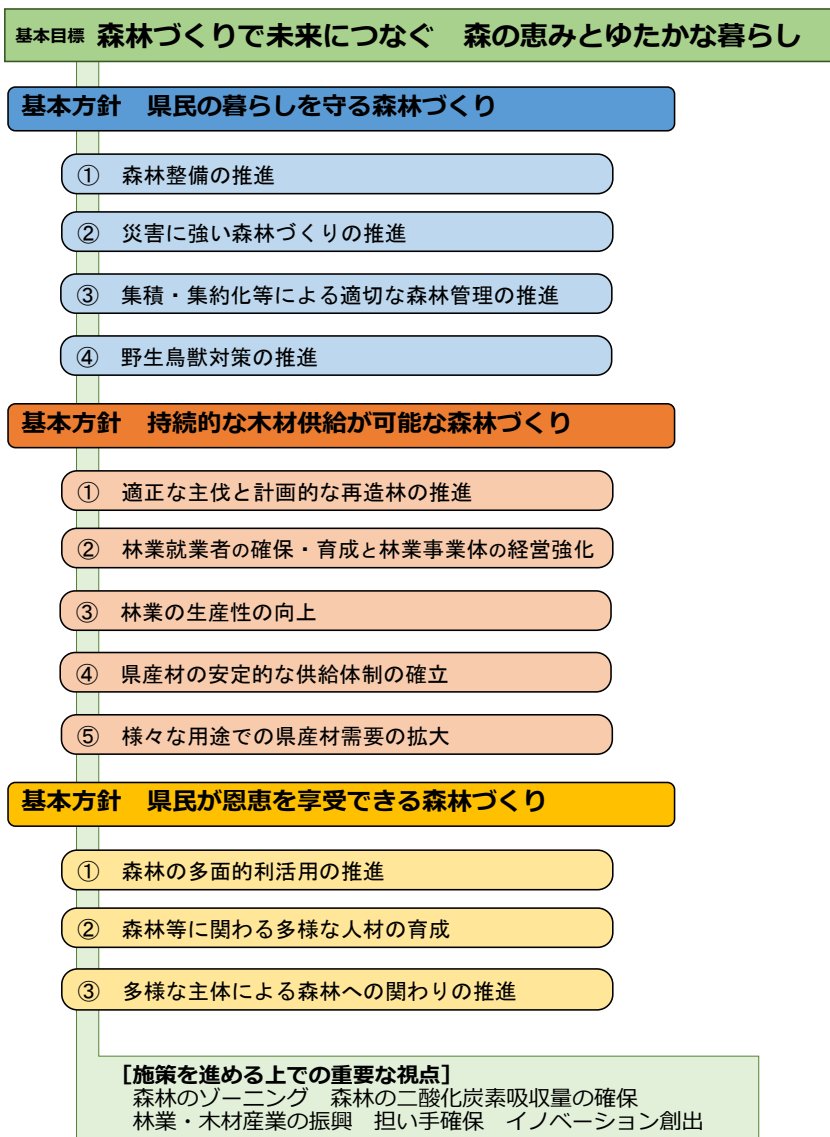 基本目標 森林づくりで未来につなぐ　森の恵みとゆたかな暮らし
基本方針　県民の暮らしを守る森林づくり
①　森林整備の推進
②　災害に強い森林づくりの推進
③　集積・集約化等による適切な森林管理の推進
④　野生鳥獣対策の推進
基本方針　持続的な木材供給が可能な森林づくり
①　適正な主伐と計画的な再造林の推進
②　林業就業者の確保・育成と林業事業体の経営強化
③　林業の生産性の向上
④　県産材の安定的な供給体制の確立
⑤　様々な用途での県産材需要の拡大
基本方針　県民が恩恵を享受できる森林づくり
①　森林の多面的利活用の推進
②　森林等に関わる多様な人材の育成
③　多様な主体による森林への関わりの推進
［施策を進める上での重要な視点］
森林のゾーニング　森林の二酸化炭素吸収量の確保
林業・木材産業の振興　担い手確保　イノベーション創出